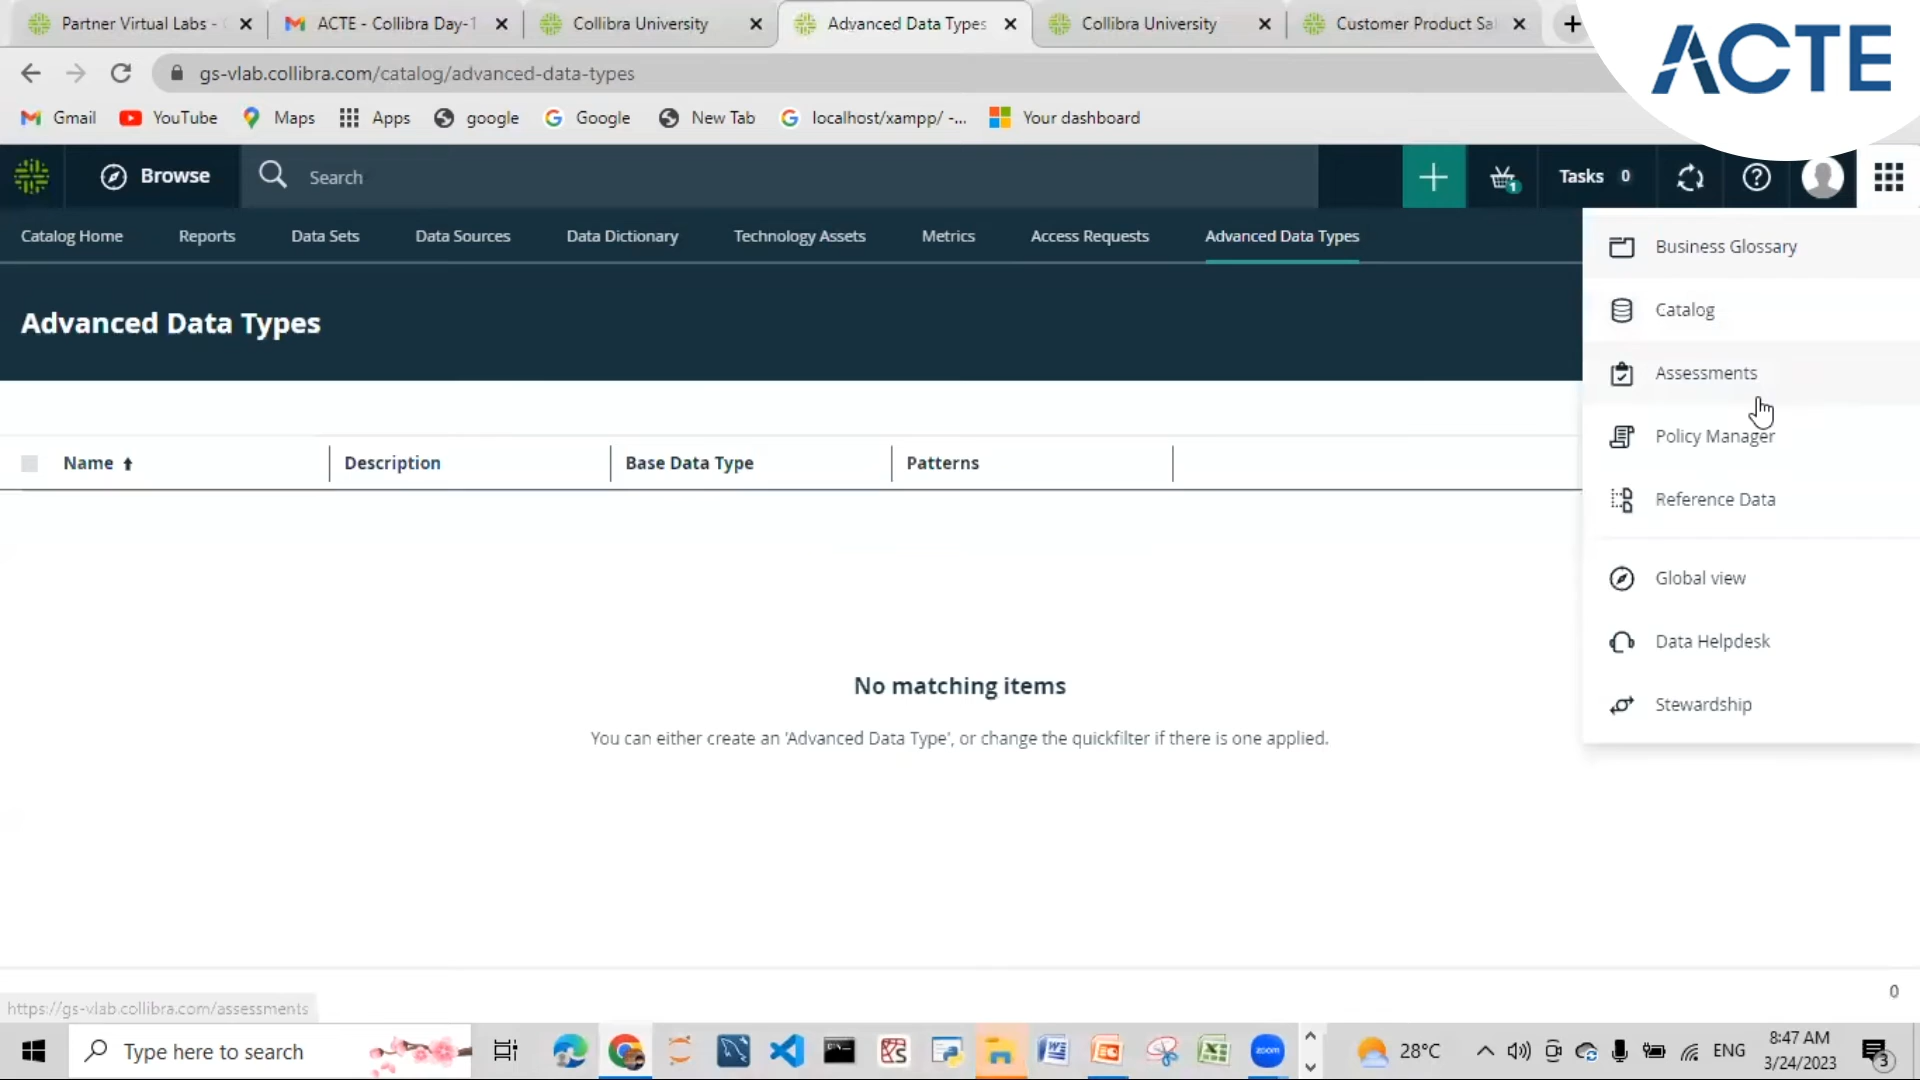 Partner Virtual Labs -
ACTE - Collibra Day-1
Collibra University
Advanced Data Types
Collibra University
Customer Product Sal
ACTE
gs-vlab.collibra.com/catalog/advanced-data-types
Gmail
YouTube
Maps
Apps
google
Google
New Tab
localhost/xampp/ -...
Your dashboard
Browse
Search
1
Tasks 0
Catalog Home
Reports
Data Sets
Data Sources
Data Dictionary
Technology Assets
Metrics
Access Requests
Advanced Data Types
Business Glossary
Catalog
Assessments
Policy Manager
Reference Data
Global view
Data Helpdesk
Stewardship
Advanced Data Types
Name
Description
Base Data Type
Patterns
No matching items
You can either create an 'Advanced Data Type', or change the quickfilter if there is one applied.
0
https://gs-vlab.collibra.com/assessments
Type here to search
zoom
28°C
ENG
8:47 AM
3/24/2023
3